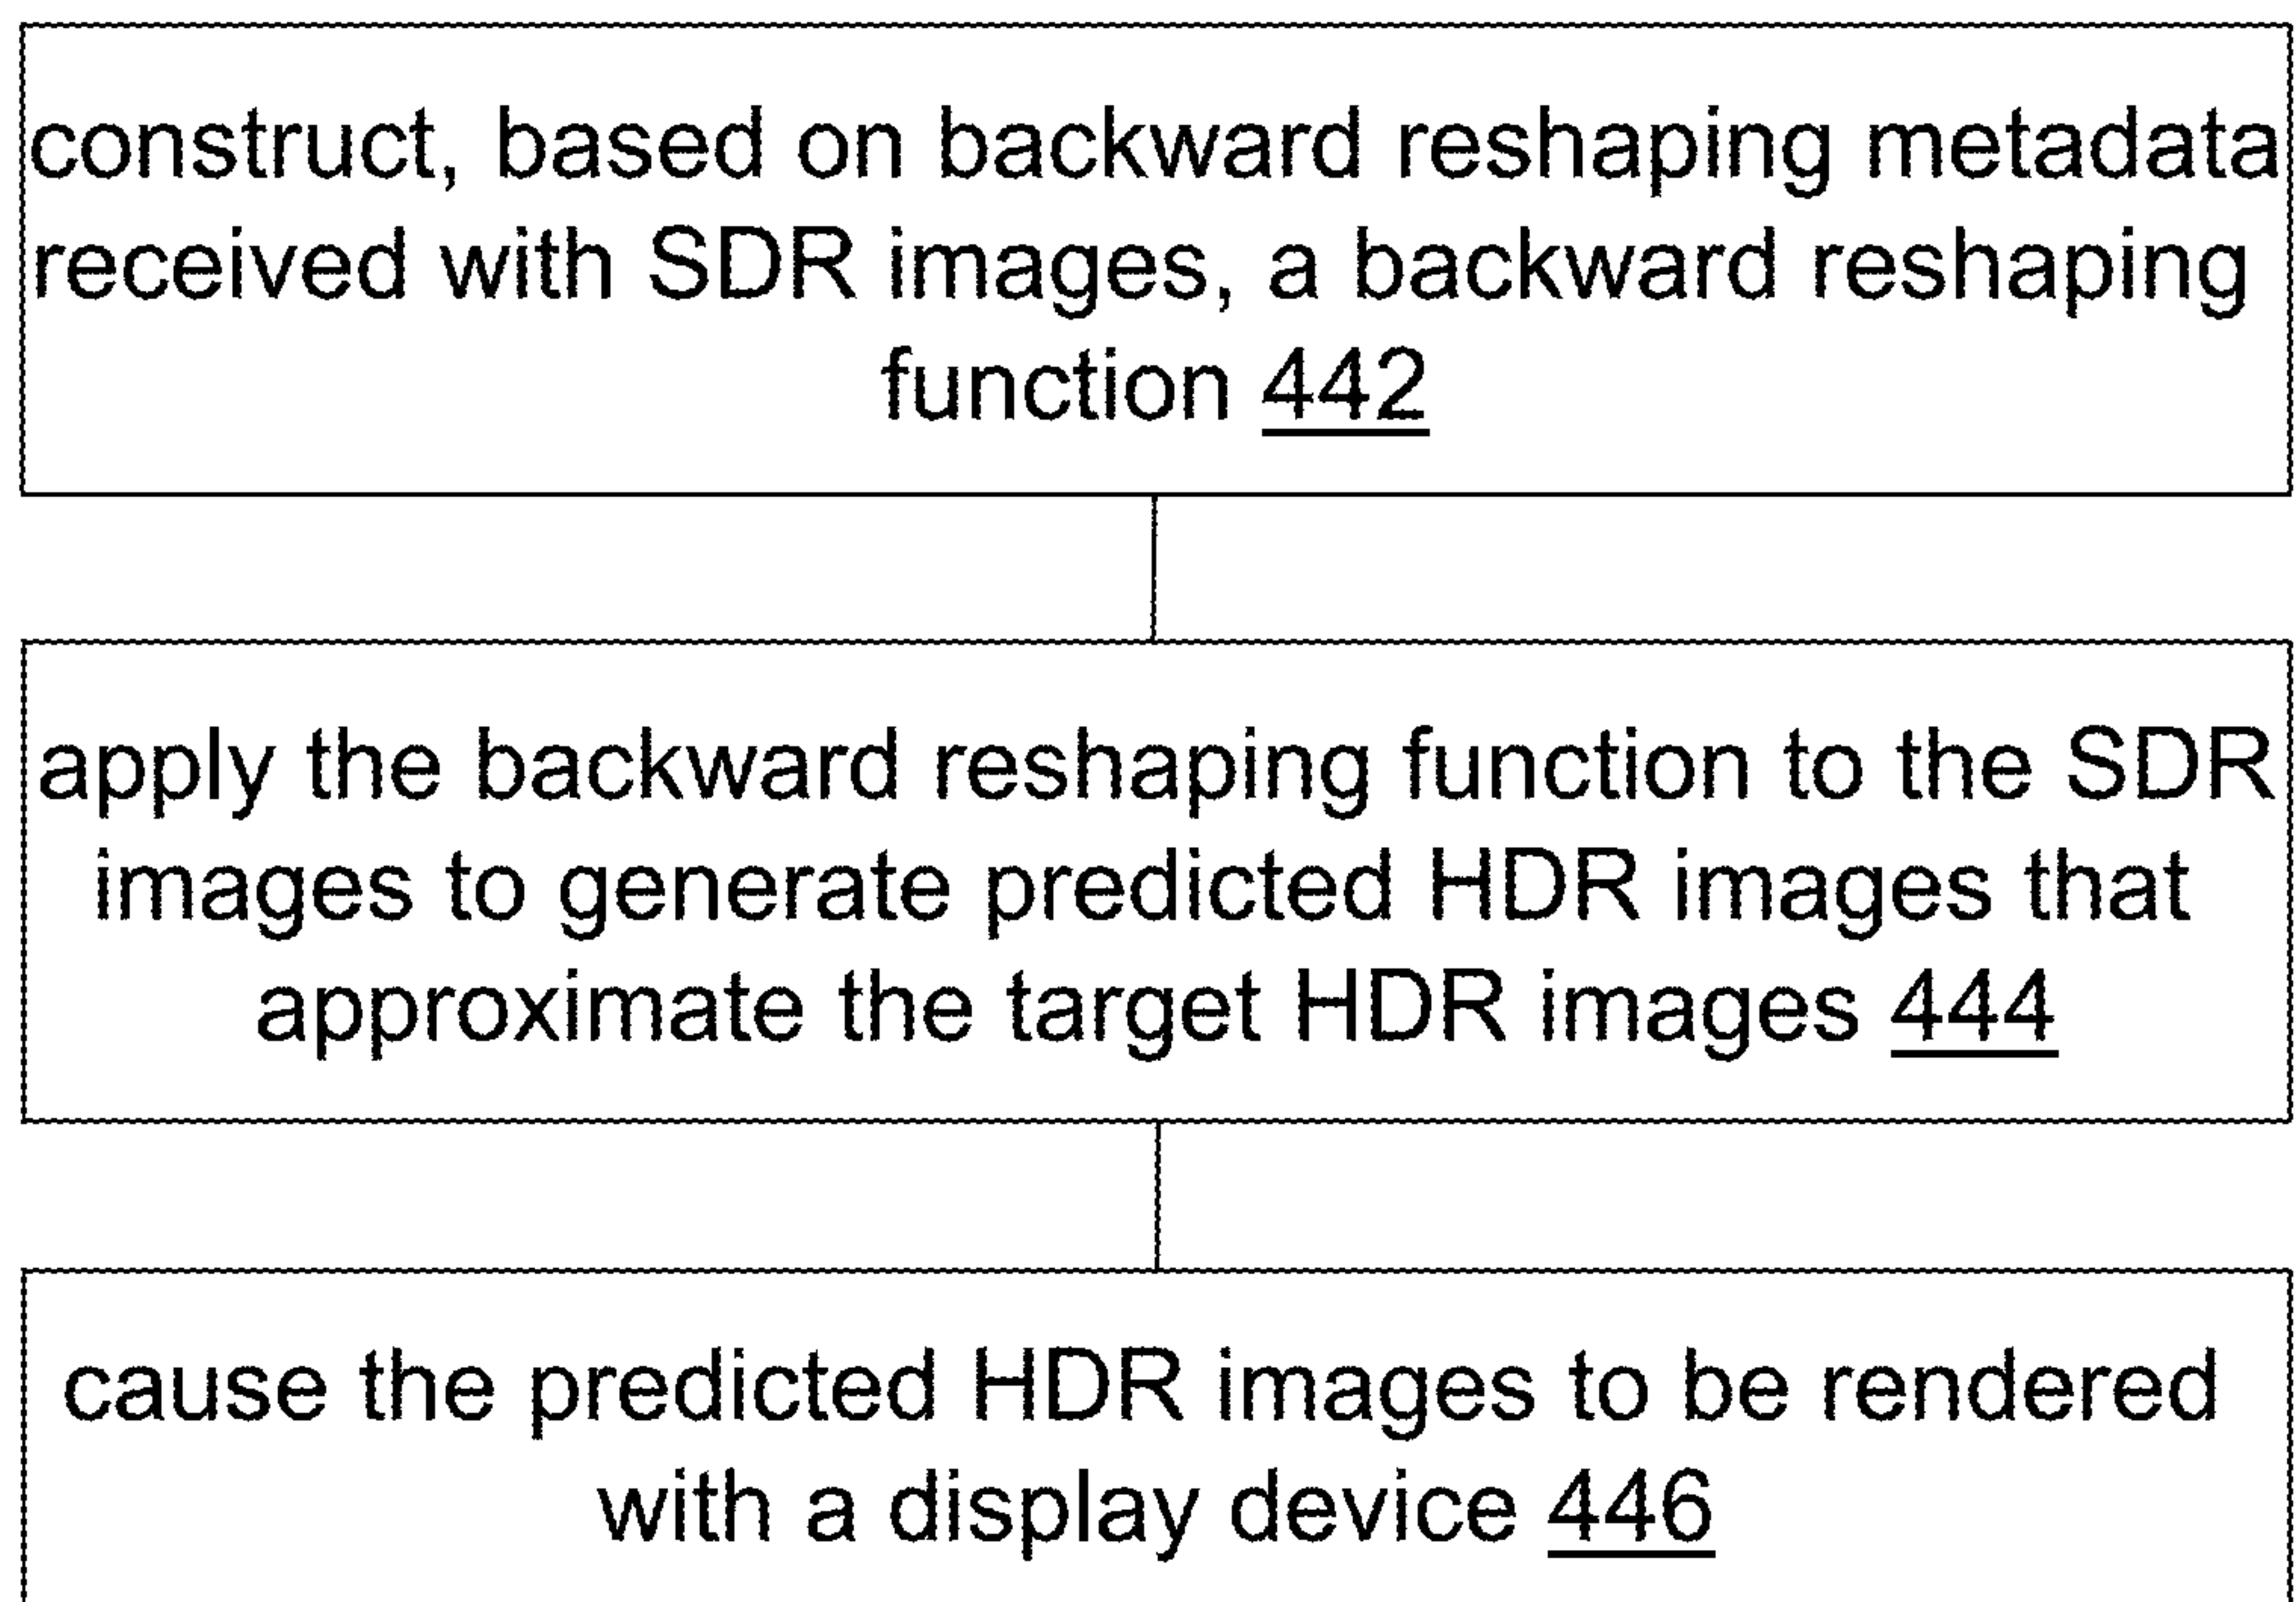 construct, based on backward reshaping metadata
received with SDR images, a backward reshaping
function 442
apply the backward reshaping function to the SDR
images to generate predicted HDR images that
approximate the target HDR images 444
cause the predicted HDR images to be rendered
with a display device 446